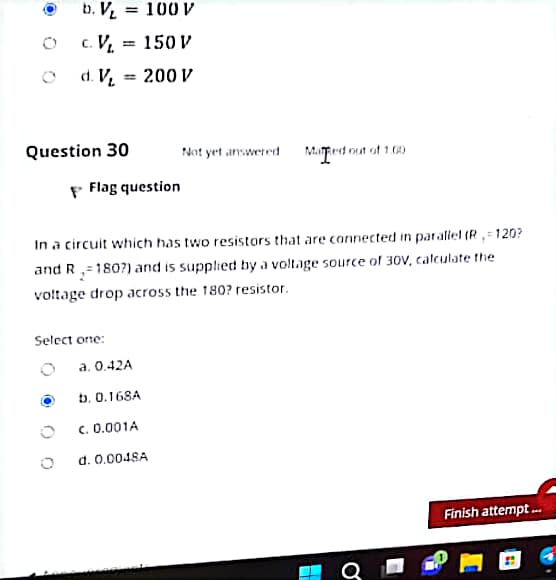 b. V_L = 100 V
c. V_L = 150 V
d. V_L = 200 V
Question 30
Not yet answered
Marked out of 1.00
Flag question
In a circuit which has two resistors that are connected in parallel (R ₁=120?
and R ₂=180?) and is supplied by a voltage source of 30V, calculate the
voltage drop across the 180? resistor.
Select one:
a. 0.42A
b. 0.168A
c. 0.001A
d. 0.0048A
Finish attempt ...
1